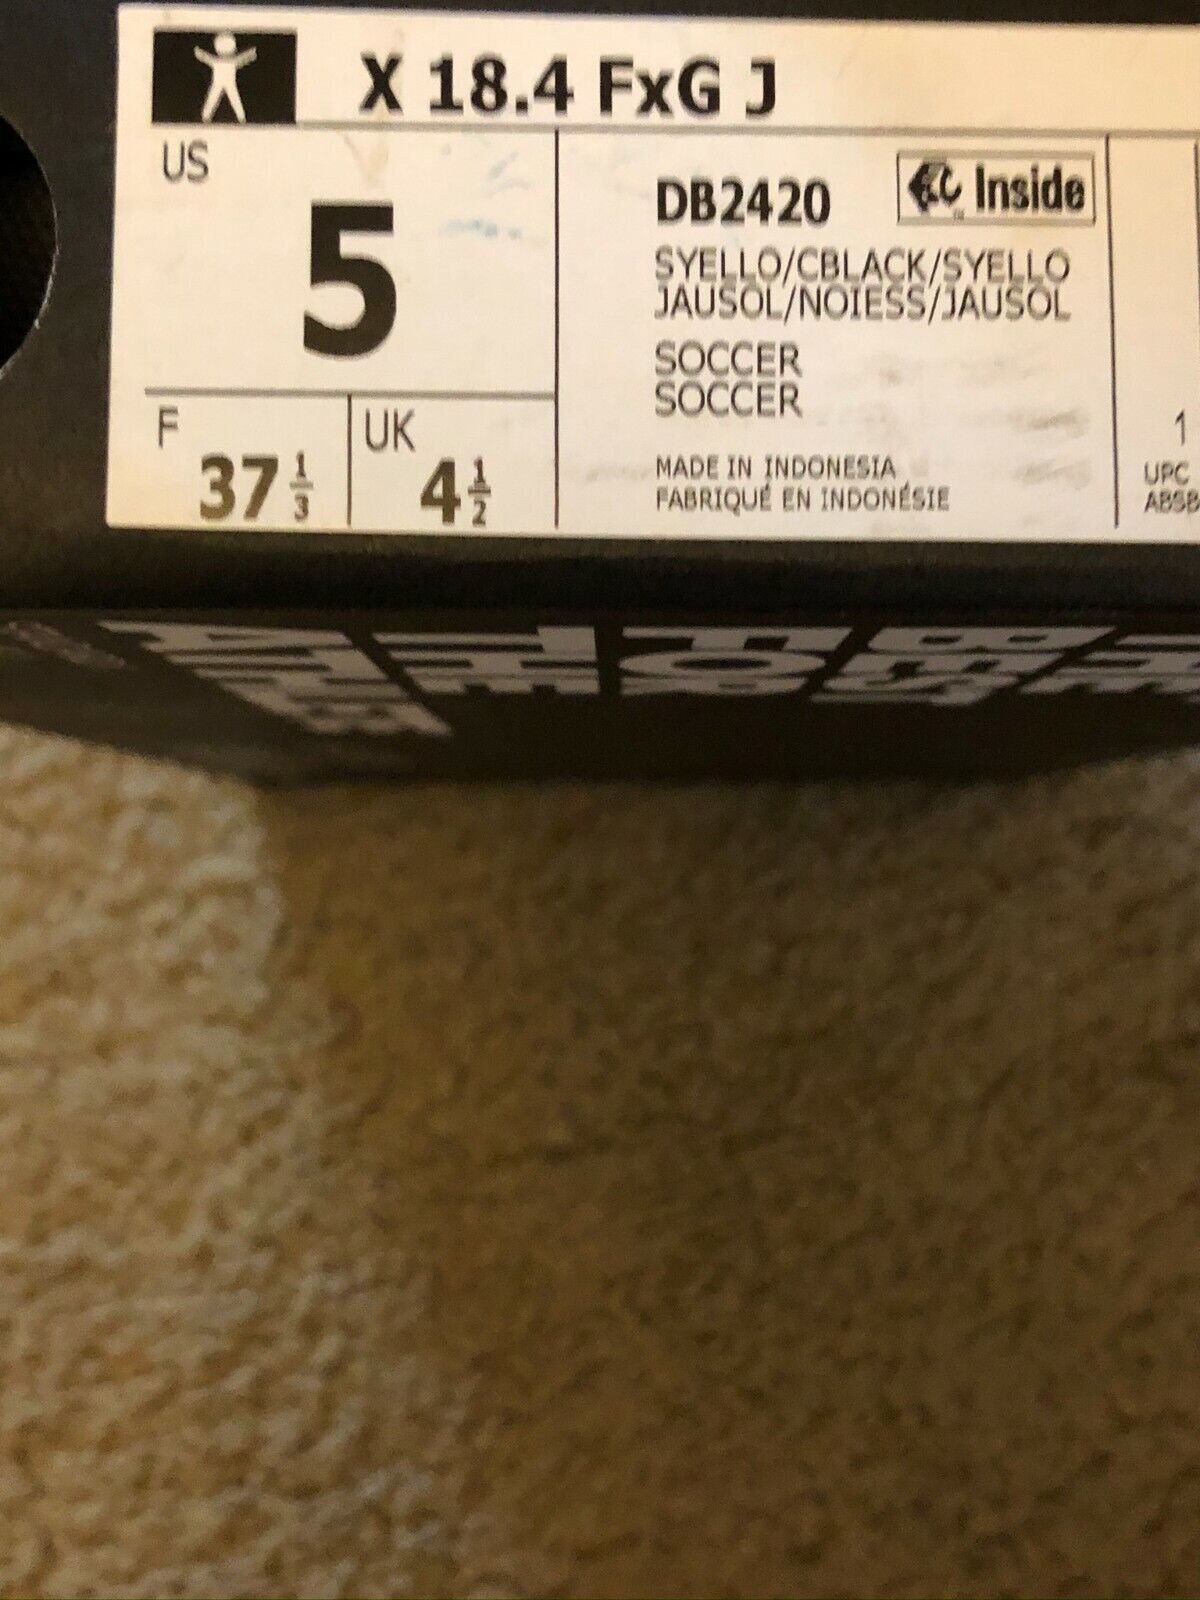 X 18.4 FxG J
US
5
F
37 1/3
UK
4 1/2
DB2420
Inside
SYELLO/CBLACK/SYELLO
JAUSOL/NOIESS/JAUSOL
SOCCER
SOCCER
MADE IN INDONESIA
FABRIQUÉ EN INDONÉSIE
1
UPC